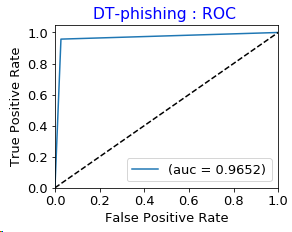 DT-phishing : ROC
True Positive Rate
1.0
0.8
0.6
0.4
0.2
0.0
(auc = 0.9652)
0.0 0.2 0.4 0.6 0.8 1.0
False Positive Rate